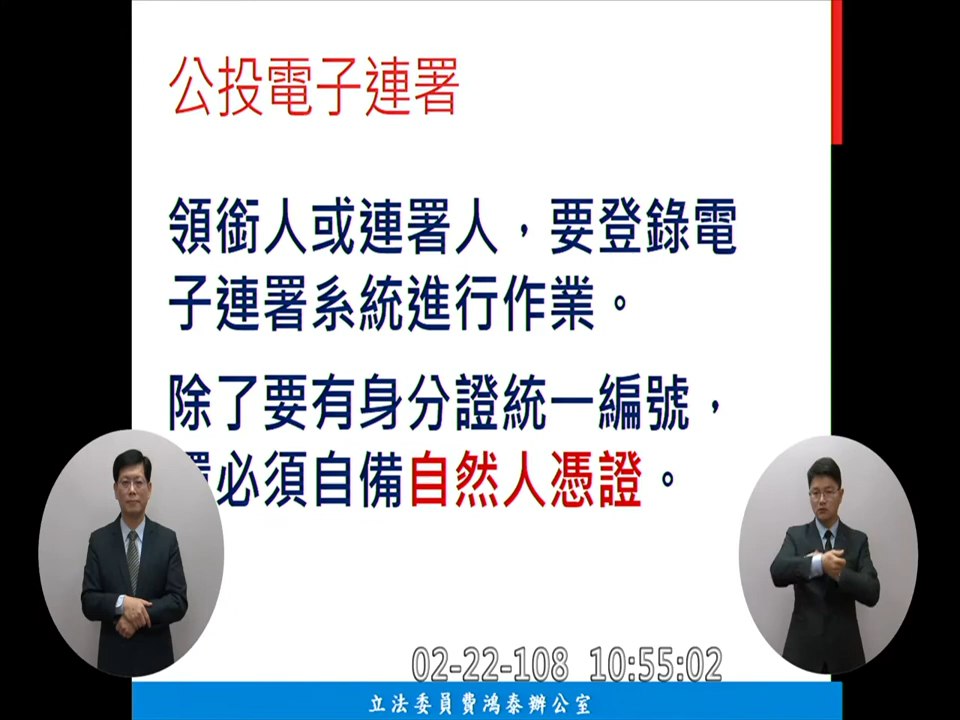 公投電子連署
領銜人或連署人，要登錄電
子連署系統進行作業。
除了要有身分證統一編號，
必須自備自然人憑證。
02-22-108 10:55:02
立法委員費鴻泰辦公室